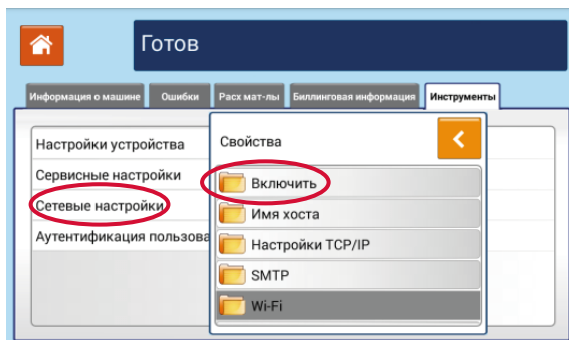 Готов
Информация о машине
Ошибки
Расх мат-лы
Биллинговая информация
Инструменты
Настройки устройства
Сервисные настройки
Сетевые настройки
Аутентификация пользова
Свойства
Включить
Имя хоста
Настройки TCP/IP
SMTP
Wi-Fi